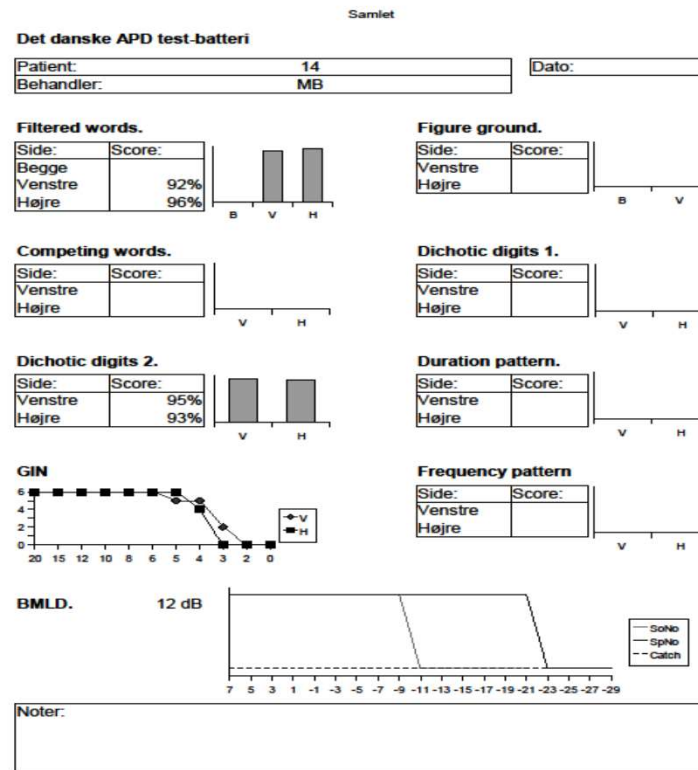 Samlet
Det danske APD test-batteri
Patient: 14
Behandler: MB
Dato:
Filtered words.
Side: Score:
Begge
Venstre 92%
Højre 96%
B V H
Figure ground.
Side: Score:
Venstre
Højre
B V
Competing words.
Side: Score:
Venstre
Højre
V H
Dichotic digits 1.
Side: Score:
Venstre
Højre
V H
Dichotic digits 2.
Side: Score:
Venstre 95%
Højre 93%
V H
Duration pattern.
Side: Score:
Venstre
Højre
V H
GIN
6
4
2
0
20 15 12 10 8 6 5 4 3 2 0
V
H
Frequency pattern
Side: Score:
Venstre
Højre
V H
BMLD. 12 dB
7 5 3 1 -1 -3 -5 -7 -9 -11 -13 -15 -17 -19 -21 -23 -25 -27 -29
SoNo
SpNo
Catch
Noter: